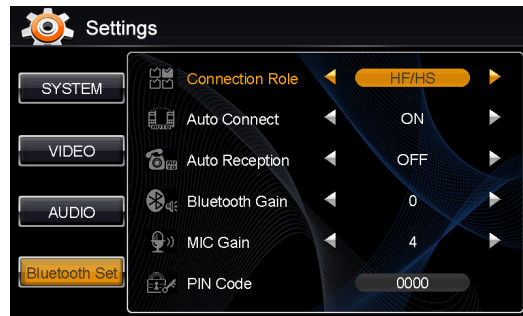 Settings
SYSTEM
VIDEO
AUDIO
Bluetooth Set
Connection Role HF/HS
Auto Connect ON
Auto Reception OFF
Bluetooth Gain 0
MIC Gain 4
PIN Code 0000